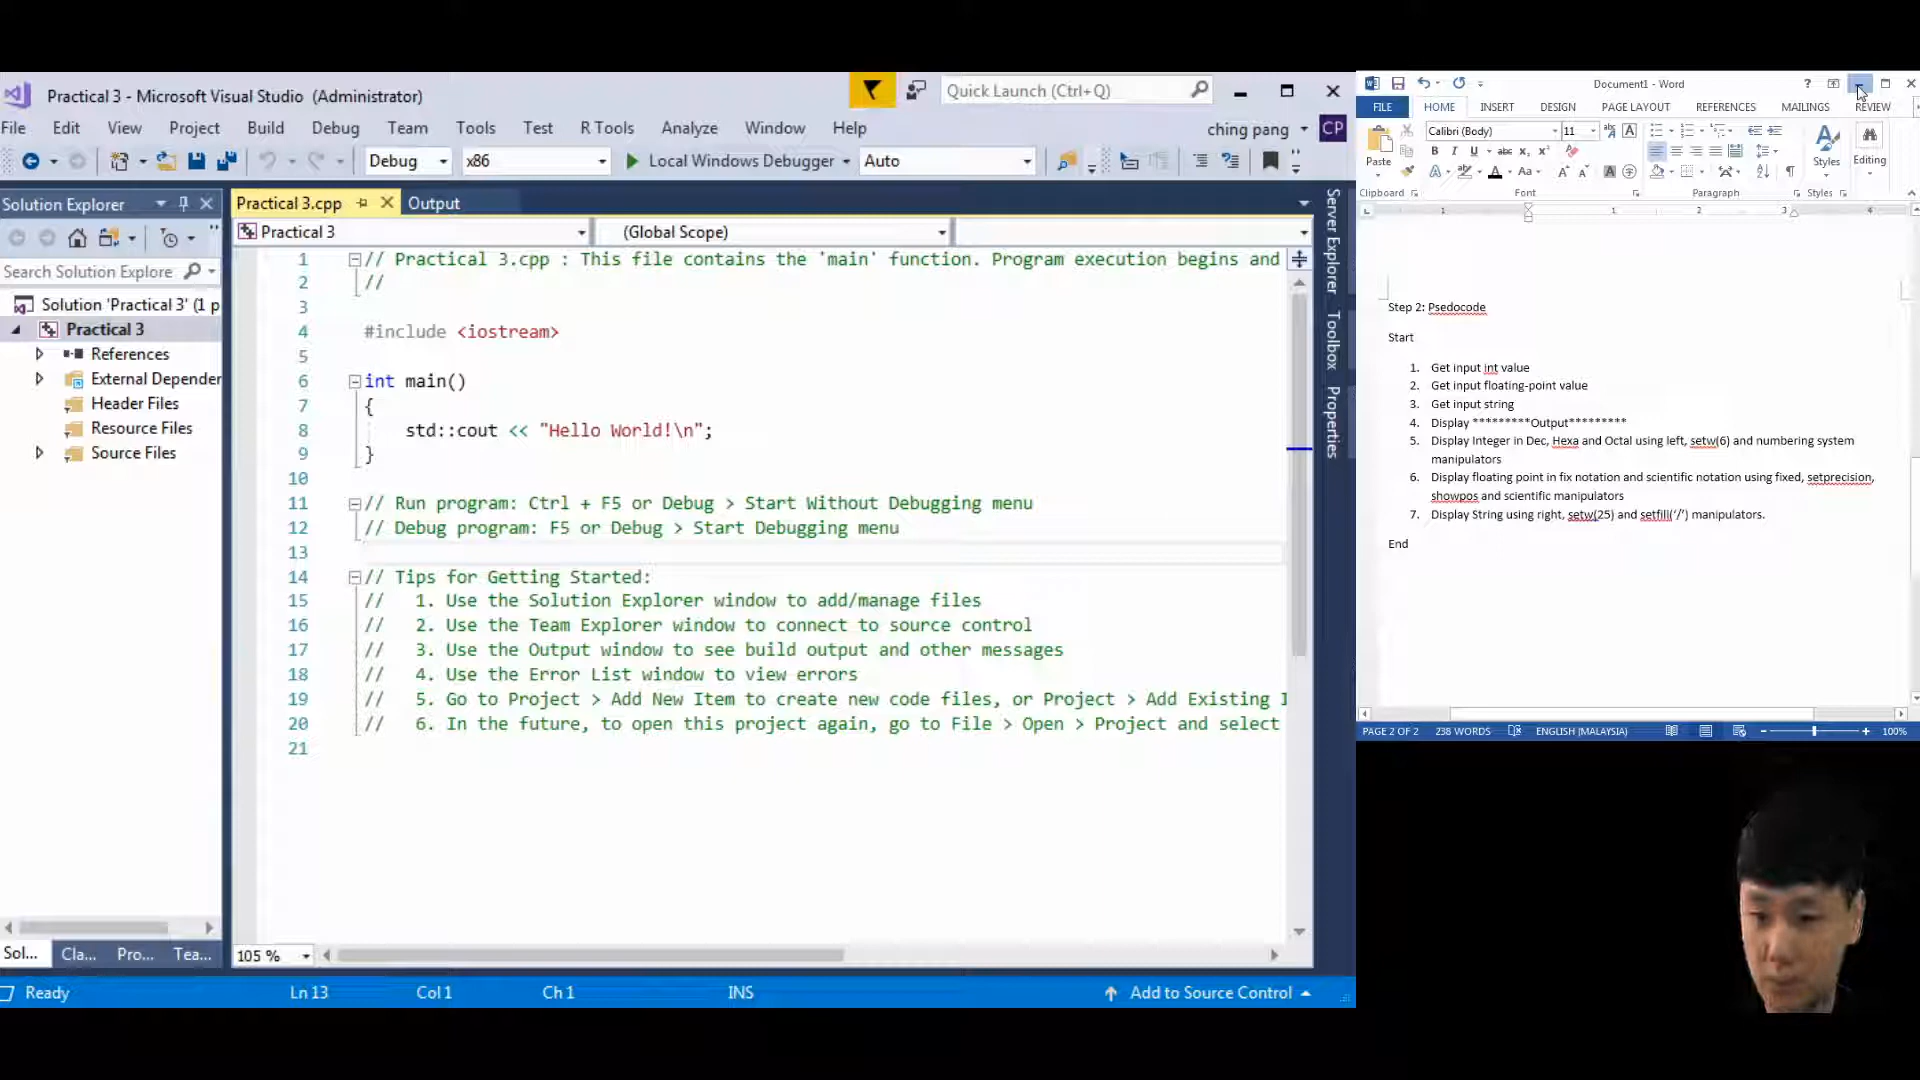 Practical 3 - Microsoft Visual Studio (Administrator)
Quick Launch (Ctrl+Q)
File Edit View Project Build Debug Team Tools Test R Tools Analyze Window Help
ching pang CP
Debug x86 Local Windows Debugger Auto
Solution Explorer
Search Solution Explore
Solution 'Practical 3' (1 p
Practical 3
References
External Depender
Header Files
Resource Files
Source Files
Sol... Cla... Pro... Tea...
Practical 3.cpp Output
Practical 3 (Global Scope)
1 // Practical 3.cpp : This file contains the 'main' function. Program execution begins and
2 //
3
4 #include <iostream>
5
6 int main()
7 {
8 std::cout << "Hello World!\n";
9 }
10
11 // Run program: Ctrl + F5 or Debug > Start Without Debugging menu
12 // Debug program: F5 or Debug > Start Debugging menu
13
14 // Tips for Getting Started:
15 // 1. Use the Solution Explorer window to add/manage files
16 // 2. Use the Team Explorer window to connect to source control
17 // 3. Use the Output window to see build output and other messages
18 // 4. Use the Error List window to view errors
19 // 5. Go to Project > Add New Item to create new code files, or Project > Add Existing I
20 // 6. In the future, to open this project again, go to File > Open > Project and select
21
105 %
Server Explorer
Toolbox
Properties
Ready Ln 13 Col 1 Ch 1 INS Add to Source Control
Document1 - Word
FILE HOME INSERT DESIGN PAGE LAYOUT REFERENCES MAILINGS REVIEW
Calibri (Body) 11
Paste
Styles
Editing
Clipboard Font Paragraph Styles
1 1 2 3 4
Step 2: Psedocode
Start
1. Get input int value
2. Get input floating-point value
3. Get input string
4. Display *********Output*********
5. Display Integer in Dec, Hexa and Octal using left, setw(6) and numbering system
manipulators
6. Display floating point in fix notation and scientific notation using fixed, setprecision,
showpos and scientific manipulators
7. Display String using right, setw(25) and setfill('/') manipulators.
End
PAGE 2 OF 2 238 WORDS ENGLISH (MALAYSIA) 100%